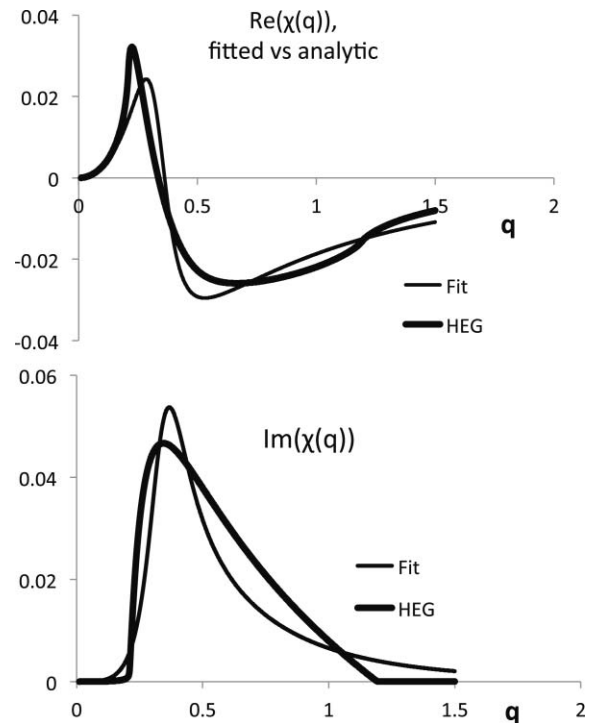 0.04
Re(χ(q)),
fitted vs analytic
0.02
0
0
0.5
1
1.5
2
q
-0.02
Fit
HEG
-0.04
0.06
Im(χ(q))
0.04
Fit
0.02
HEG
0
0
0.5
1
1.5
2
q